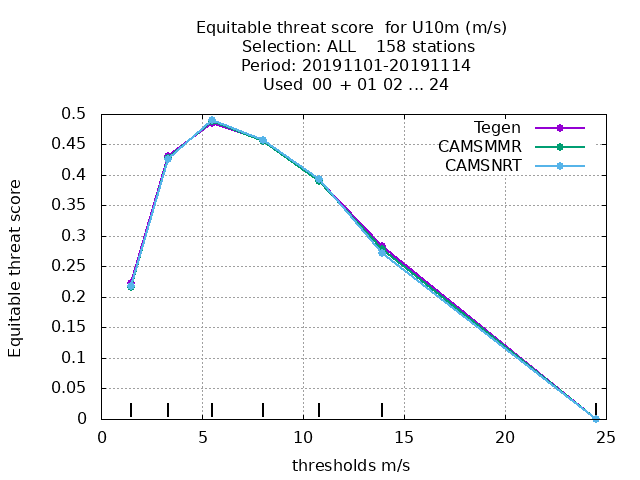 Equitable threat score for U10m (m/s)
Selection: ALL 158 stations
Period: 20191101-20191114
Used 00 + 01 02 ... 24
0.5
0.45
0.4
0.35
0.3
0.25
0.2
0.15
0.1
0.05
0
Equitable threat score
Tegen
CAMSMMR
CAMSNRT
0 5 10 15 20 25
thresholds m/s